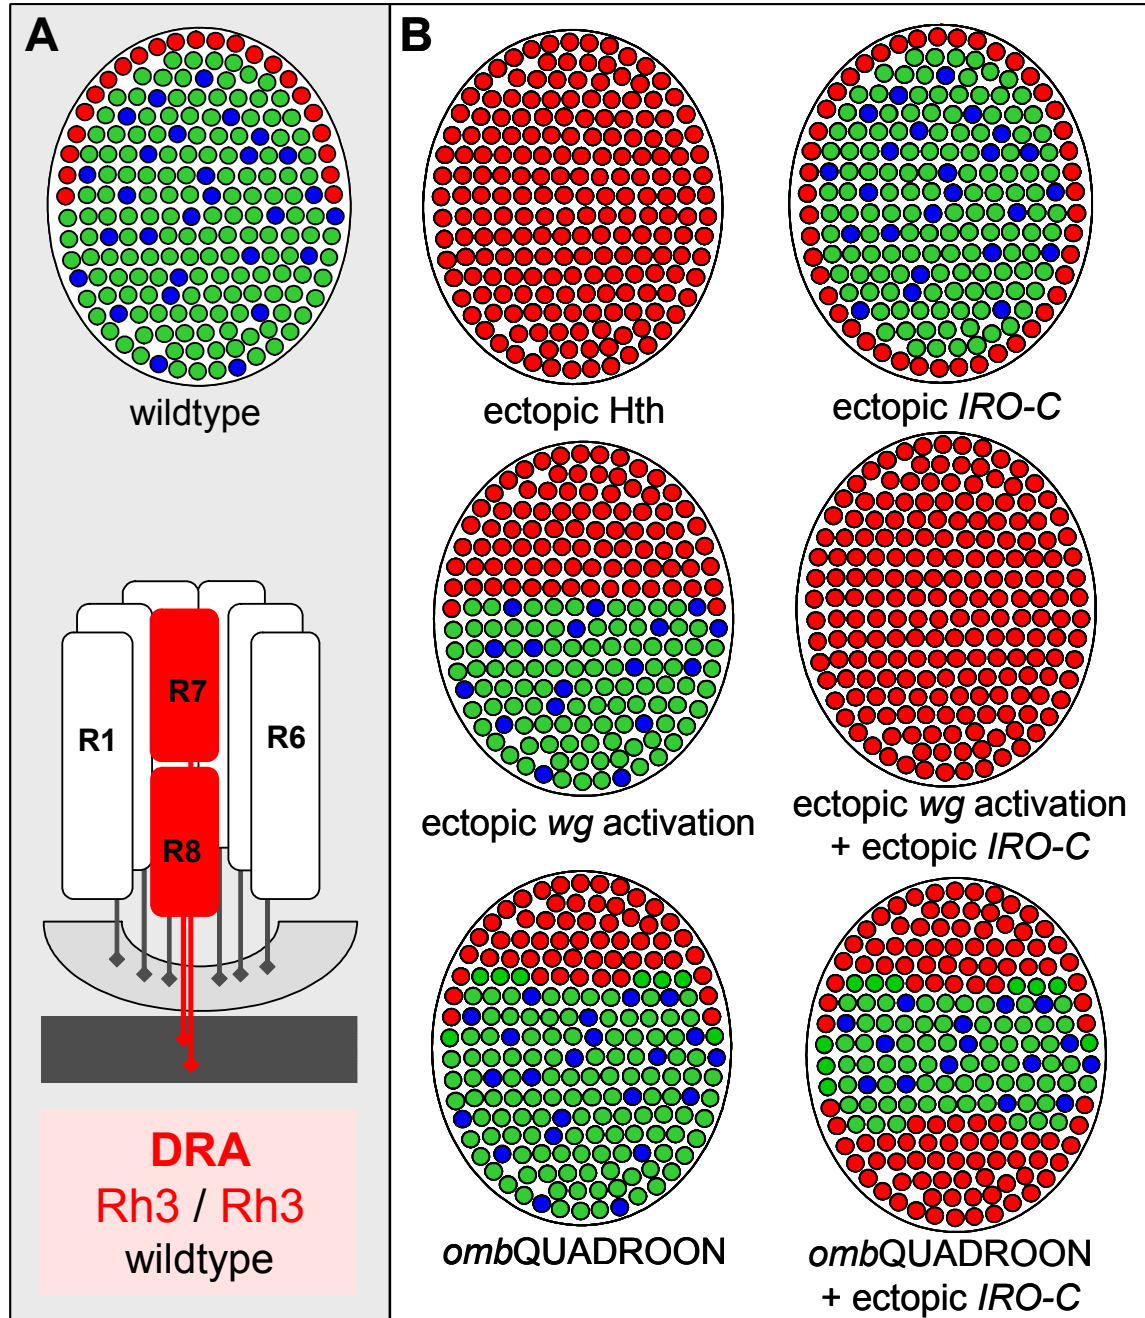 A
wildtype
R7
R1
R6
R8
DRA
Rh3 / Rh3
wildtype
B
ectopic Hth
ectopic IRO-C
ectopic wg activation
ectopic wg activation
+ ectopic IRO-C
ombQUADROON
ombQUADROON
+ ectopic IRO-C